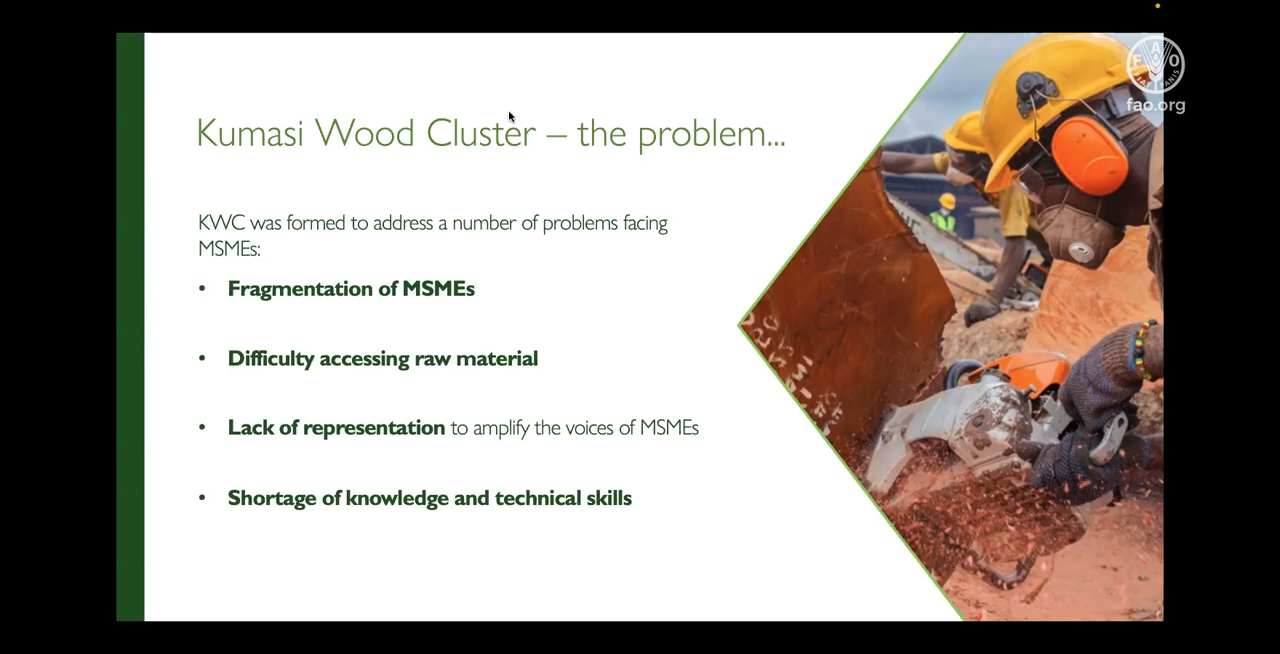 Kumasi Wood Cluster – the problem...
KWC was formed to address a number of problems facing
MSMEs:
• Fragmentation of MSMEs
• Difficulty accessing raw material
• Lack of representation to amplify the voices of MSMEs
• Shortage of knowledge and technical skills
F A O
FIAT PANIS
fao.org